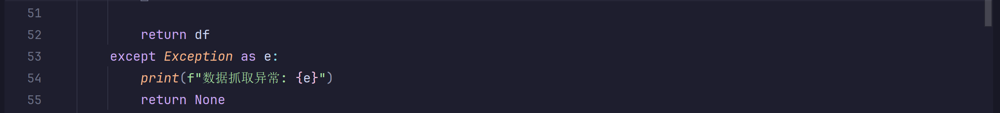 51
52 return df
53 except Exception as e:
54 print(f"数据抓取异常: {e}")
55 return None